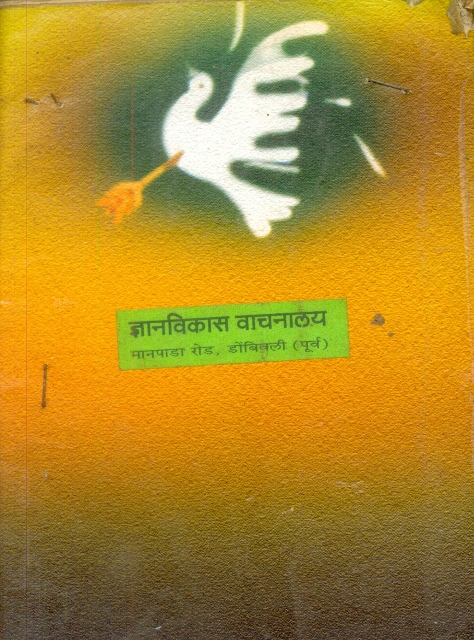 ज्ञानविकास वाचनालय
मानपाडा रोड, डोंबिवली (पूर्व)